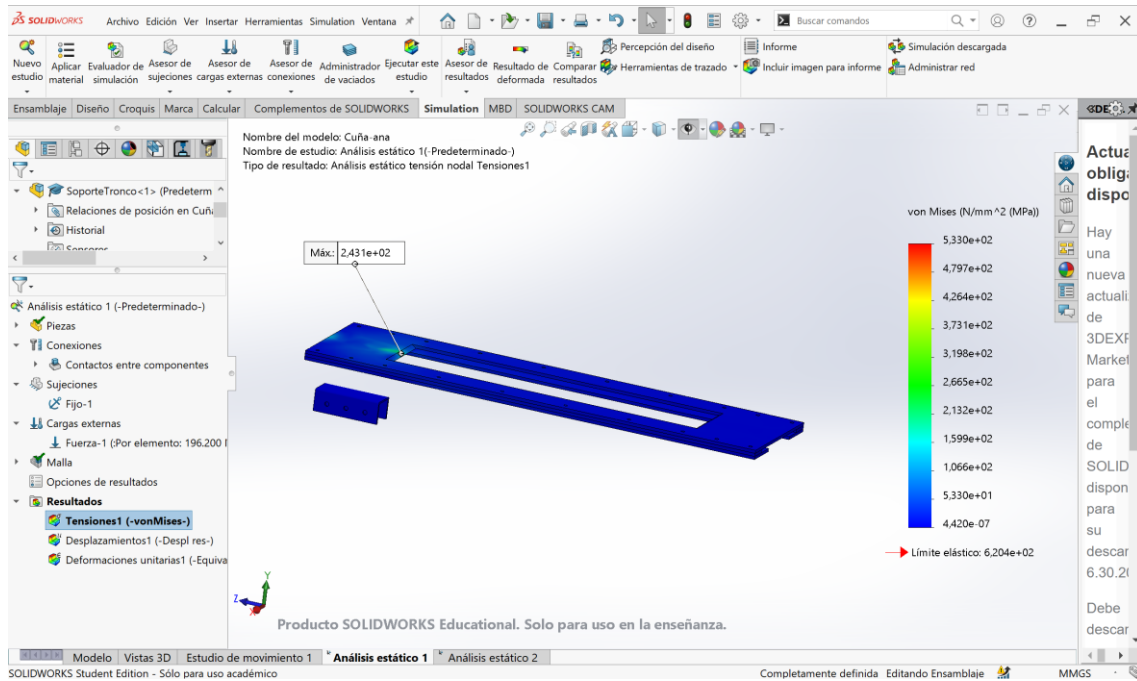 SOLIDWORKS Archivo Edición Ver Insertar Herramientas Simulation Ventana Buscar comandos
Nuevo estudio
Aplicar material
Evaluador de simulación
Asesor de sujeciones
Asesor de cargas externas
Asesor de conexiones
Administrador de vaciados
Ejecutar este estudio
Asesor de resultados
Resultado de deformada
Comparar resultados
Percepción del diseño
Herramientas de trazado
Informe
Incluir imagen para informe
Simulación descargada
Administrar red
Ensamblaje Diseño Croquis Marca Calcular Complementos de SOLIDWORKS Simulation MBD SOLIDWORKS CAM
SoporteTronco<1> (Predeterm
Relaciones de posición en Cuña
Historial
Sensores
Análisis estático 1 (-Predeterminado-)
Piezas
Conexiones
Contactos entre componentes
Sujeciones
Fijo-1
Cargas externas
Fuerza-1 (:Por elemento: 196.200
Malla
Opciones de resultados
Resultados
Tensiones1 (-vonMises-)
Desplazamientos1 (-Despl res-)
Deformaciones unitarias1 (-Equiva
Nombre del modelo: Cuña-ana
Nombre de estudio: Análisis estático 1(-Predeterminado-)
Tipo de resultado: Análisis estático tensión nodal Tensiones1
Máx.: 2,431e+02
Y
Z
Producto SOLIDWORKS Educational. Solo para uso en la enseñanza.
von Mises (N/mm^2 (MPa))
5,330e+02
4,797e+02
4,264e+02
3,731e+02
3,198e+02
2,665e+02
2,132e+02
1,599e+02
1,066e+02
5,330e+01
4,420e-07
Límite elástico: 6,204e+02
Actua
obliga
dispo
Hay
una
nueva
actuali
de
3DEXF
Market
para
el
comple
de
SOLID
dispon
para
su
descar
6.30.20
Debe
descar
Modelo Vistas 3D Estudio de movimiento 1 Análisis estático 1 Análisis estático 2
SOLIDWORKS Student Edition - Sólo para uso académico Completamente definida Editando Ensamblaje MMGS